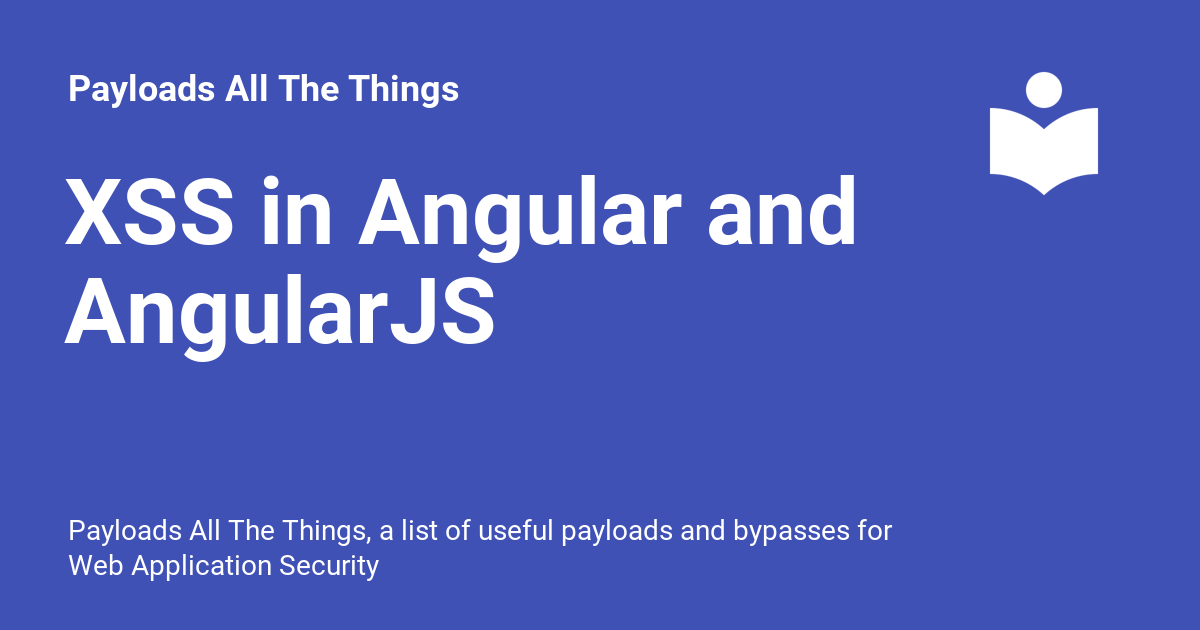 Payloads All The Things
XSS in Angular and
AngularJS
Payloads All The Things, a list of useful payloads and bypasses for
Web Application Security